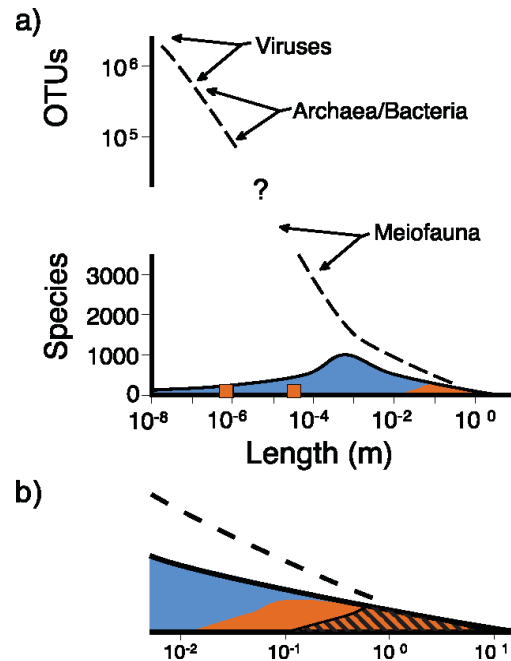 a)
OTUs
10⁶
10⁵
Viruses
Archaea/Bacteria
?
Meiofauna
Species
3000
2000
1000
0
10⁻⁸ 10⁻⁶ 10⁻⁴ 10⁻² 10⁰
Length (m)
b)
10⁻² 10⁻¹ 10⁰ 10¹